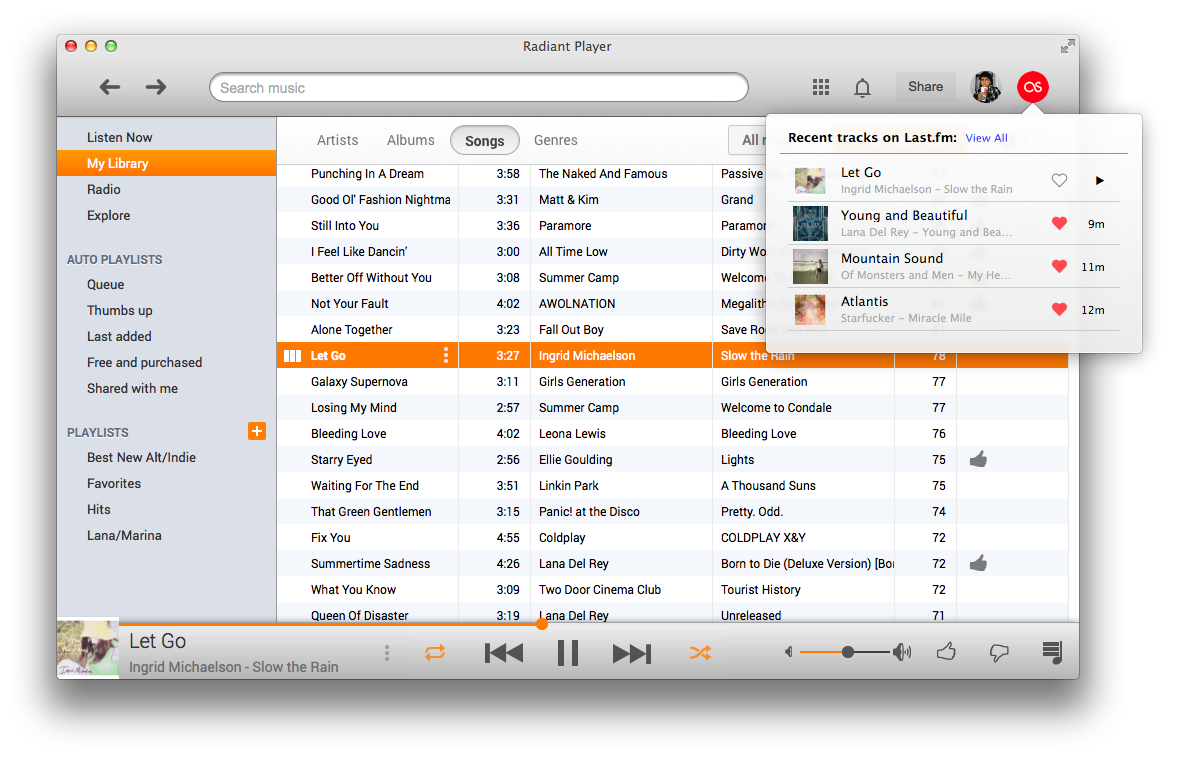 Radiant Player
Search music
Share
Listen Now
My Library
Radio
Explore
AUTO PLAYLISTS
Queue
Thumbs up
Last added
Free and purchased
Shared with me
PLAYLISTS
Best New Alt/Indie
Favorites
Hits
Lana/Marina
Artists Albums Songs Genres All
Punching In A Dream 3:58 The Naked And Famous Passive
Good Ol' Fashion Nightma 3:31 Matt & Kim Grand
Still Into You 3:36 Paramore Paramor
I Feel Like Dancin' 3:00 All Time Low Dirty Wo
Better Off Without You 3:08 Summer Camp Welcome
Not Your Fault 4:02 AWOLNATION Megalith
Alone Together 3:23 Fall Out Boy Save Ro
Let Go 3:27 Ingrid Michaelson Slow the Rain 78
Galaxy Supernova 3:11 Girls Generation Girls Generation 77
Losing My Mind 2:57 Summer Camp Welcome to Condale 77
Bleeding Love 4:02 Leona Lewis Bleeding Love 76
Starry Eyed 2:56 Ellie Goulding Lights 75
Waiting For The End 3:51 Linkin Park A Thousand Suns 75
That Green Gentlemen 3:15 Panic! at the Disco Pretty. Odd. 74
Fix You 4:55 Coldplay COLDPLAY X&Y 72
Summertime Sadness 4:26 Lana Del Rey Born to Die (Deluxe Version) [Bor 72
What You Know 3:09 Two Door Cinema Club Tourist History 72
Queen Of Disaster 3:19 Lana Del Rey Unreleased 71
Recent tracks on Last.fm: View All
Let Go
Ingrid Michaelson – Slow the Rain
Young and Beautiful
Lana Del Rey – Young and Bea... 9m
Mountain Sound
Of Monsters and Men – My He... 11m
Atlantis
Starfucker – Miracle Mile 12m
Let Go
Ingrid Michaelson - Slow the Rain